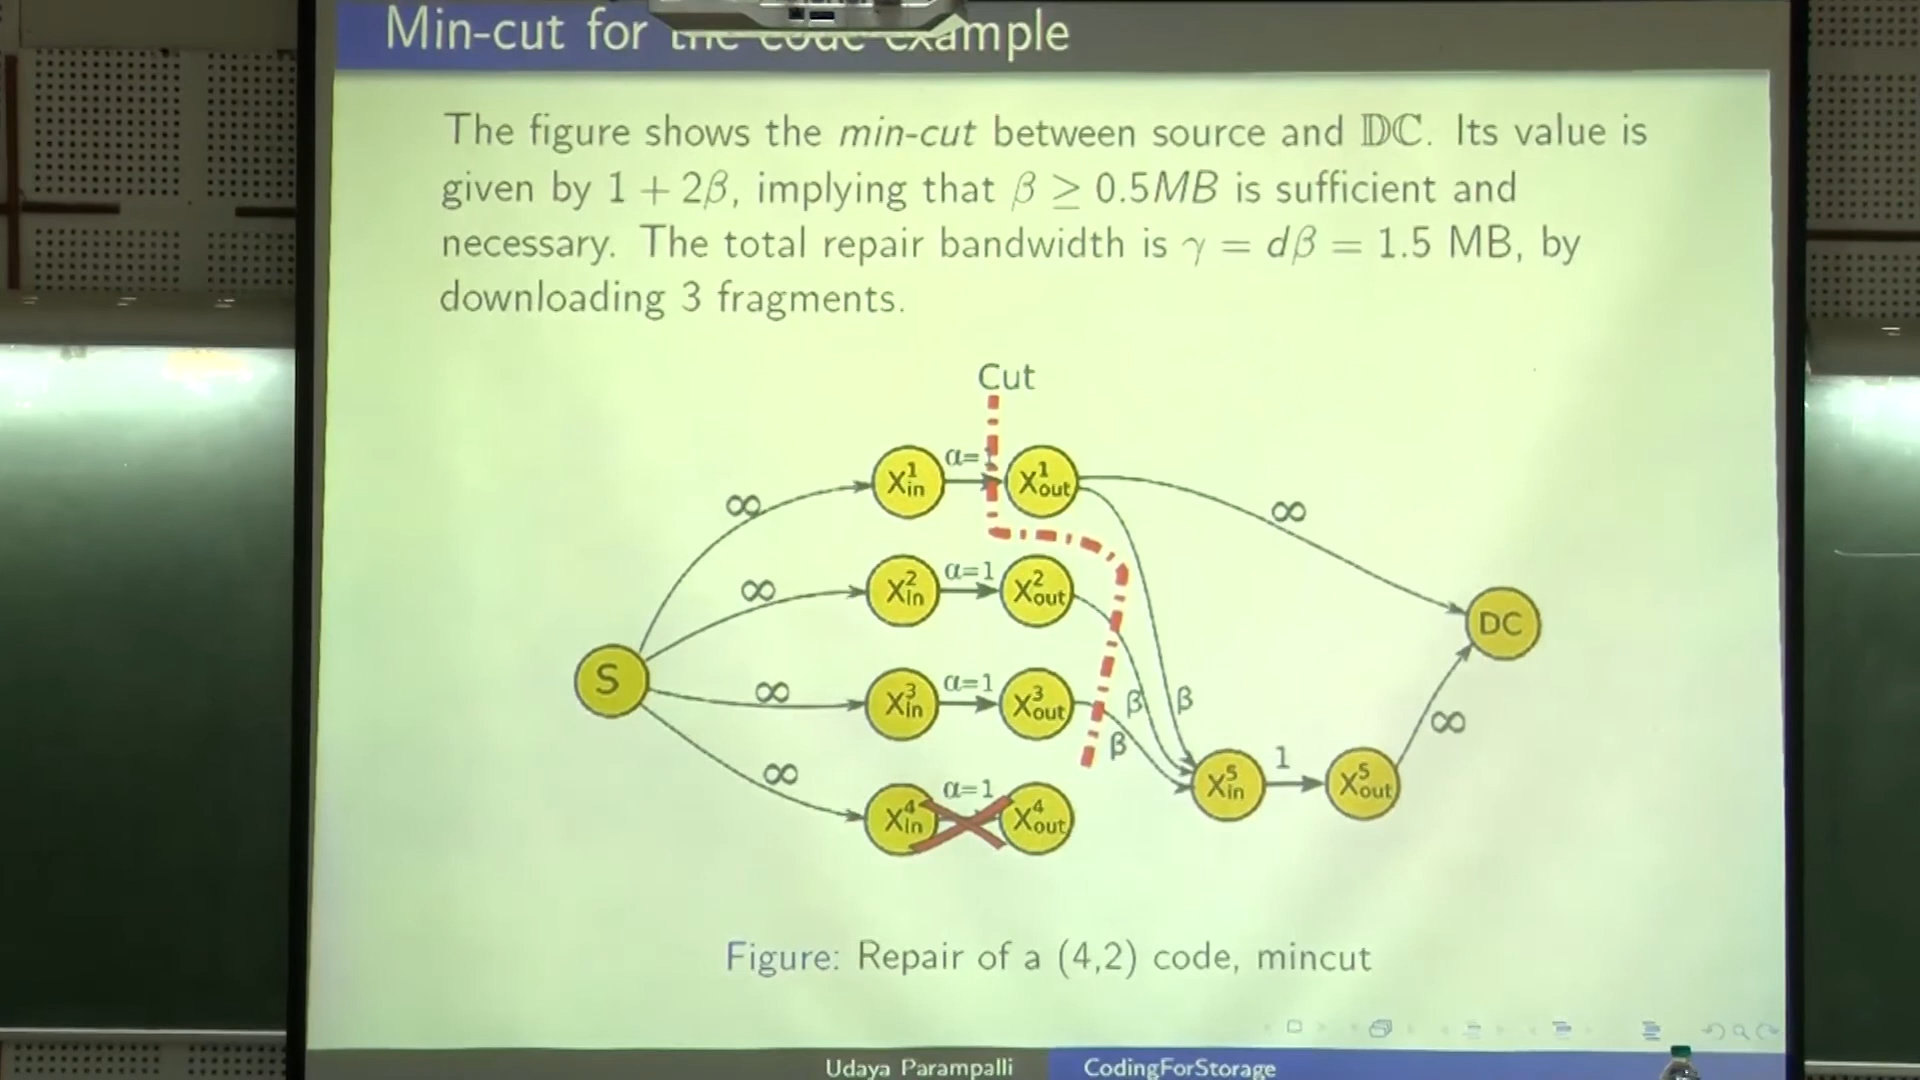 Min-cut for the code example
The figure shows the min-cut between source and 𝔻ℂ. Its value is
given by 1 + 2β, implying that β ≥ 0.5MB is sufficient and
necessary. The total repair bandwidth is γ = dβ = 1.5 MB, by
downloading 3 fragments.
Cut
X¹in α=1 X¹out
∞ ∞
X²in α=1 X²out
∞
DC
S
X³in α=1 X³out β β
∞ ∞
β
X⁵in 1 X⁵out
∞
X⁴in α=1 X⁴out
Figure: Repair of a (4,2) code, mincut
Udaya Parampalli CodingForStorage